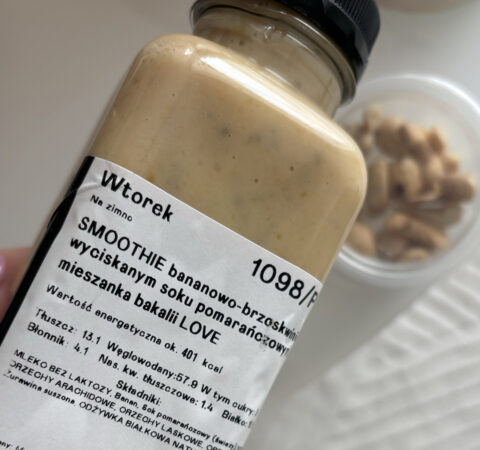 Wtorek
Na zimno
1098/
SMOOTHIE bananowo-brzoskwin
wyciskanym soku pomarańczowy
mieszanka bakalii LOVE
Wartość energetyczna ok. 401 kcal
Tłuszcz: 13.1 Węglowodany:57.9 W tym cukry:
Błonnik: 4.1 Nas. kw. tłuszczowe: 1.4 Białko:
Składniki:
MLEKO BEZ LAKTOZY, Banan, Sok pomarańczowy (świeży)
ORZECHY ARACHIDOWE, ORZECHY LASKOWE,
Żurawina suszona, ODŻYWKA BIAŁKOWA